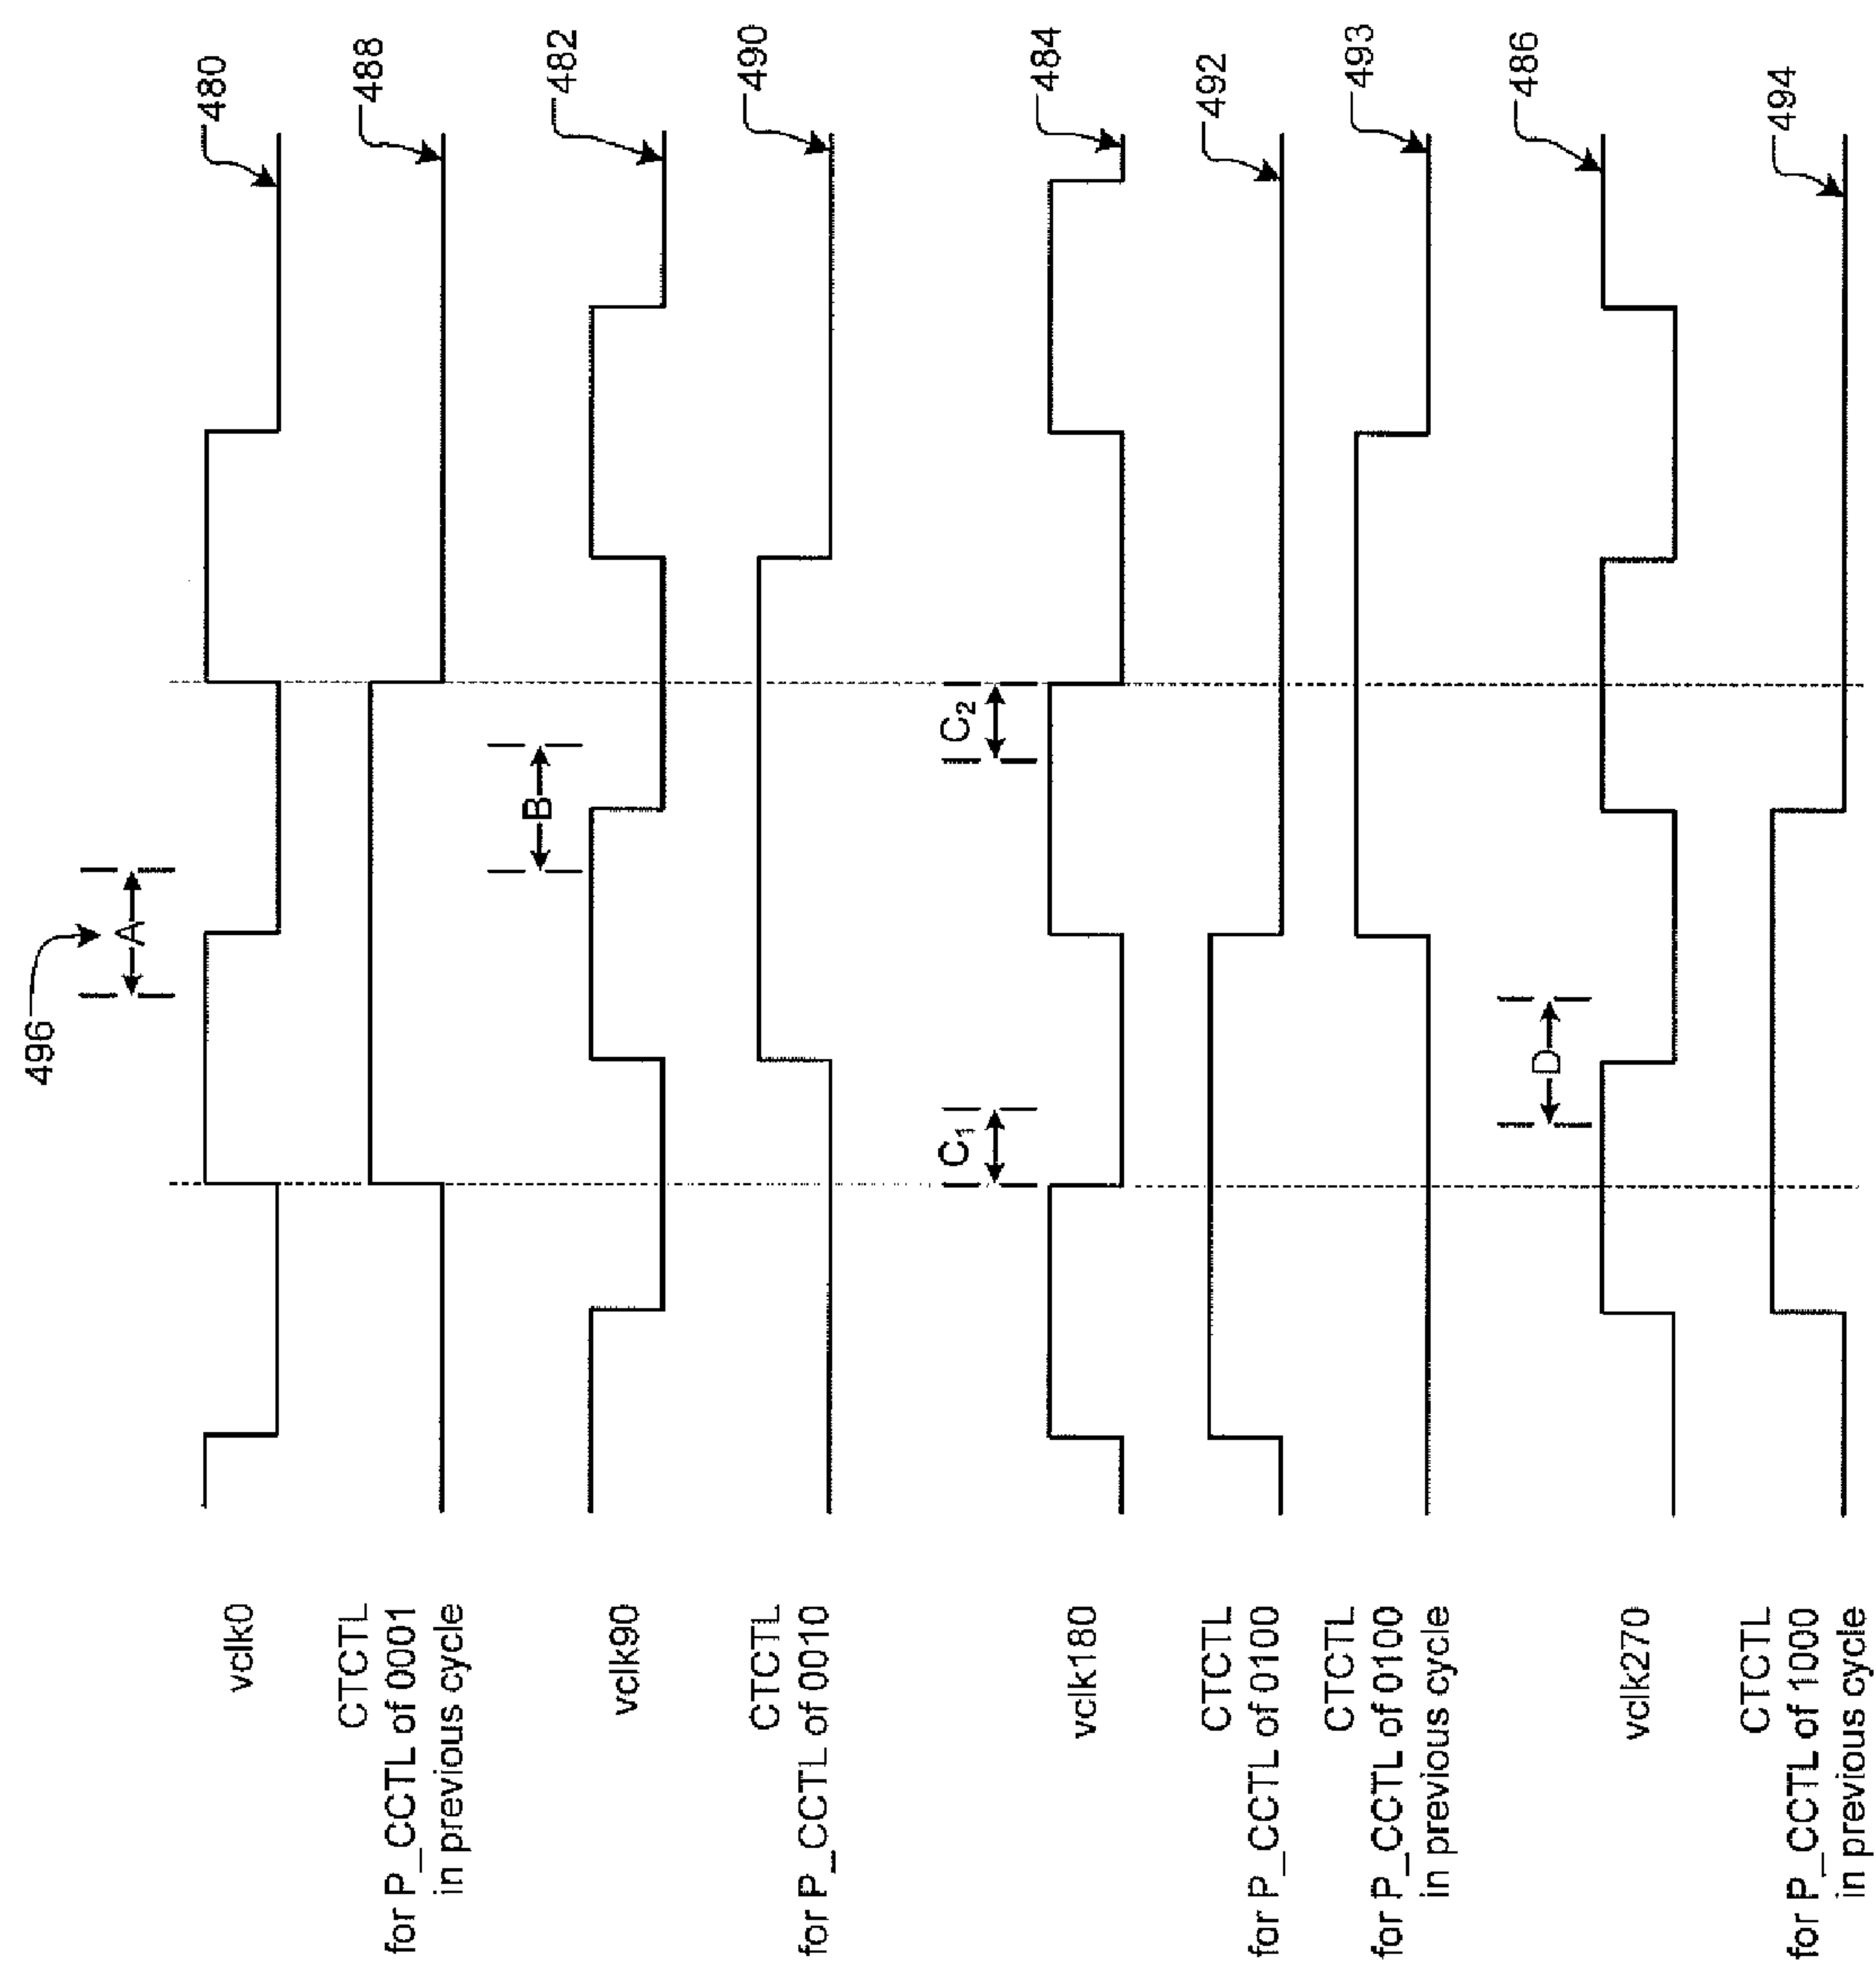 496
A
vclk0
480
CTCTL
for P_CCTL of 0001
in previous cycle
488
B
vclk90
482
CTCTL
for P_CCTL of 0010
490
C1
C2
vclk180
484
CTCTL
for P_CCTL of 0100
492
CTCTL
for P_CCTL of 0100
in previous cycle
493
D
vclk270
486
CTCTL
for P_CCTL of 1000
in previous cycle
494